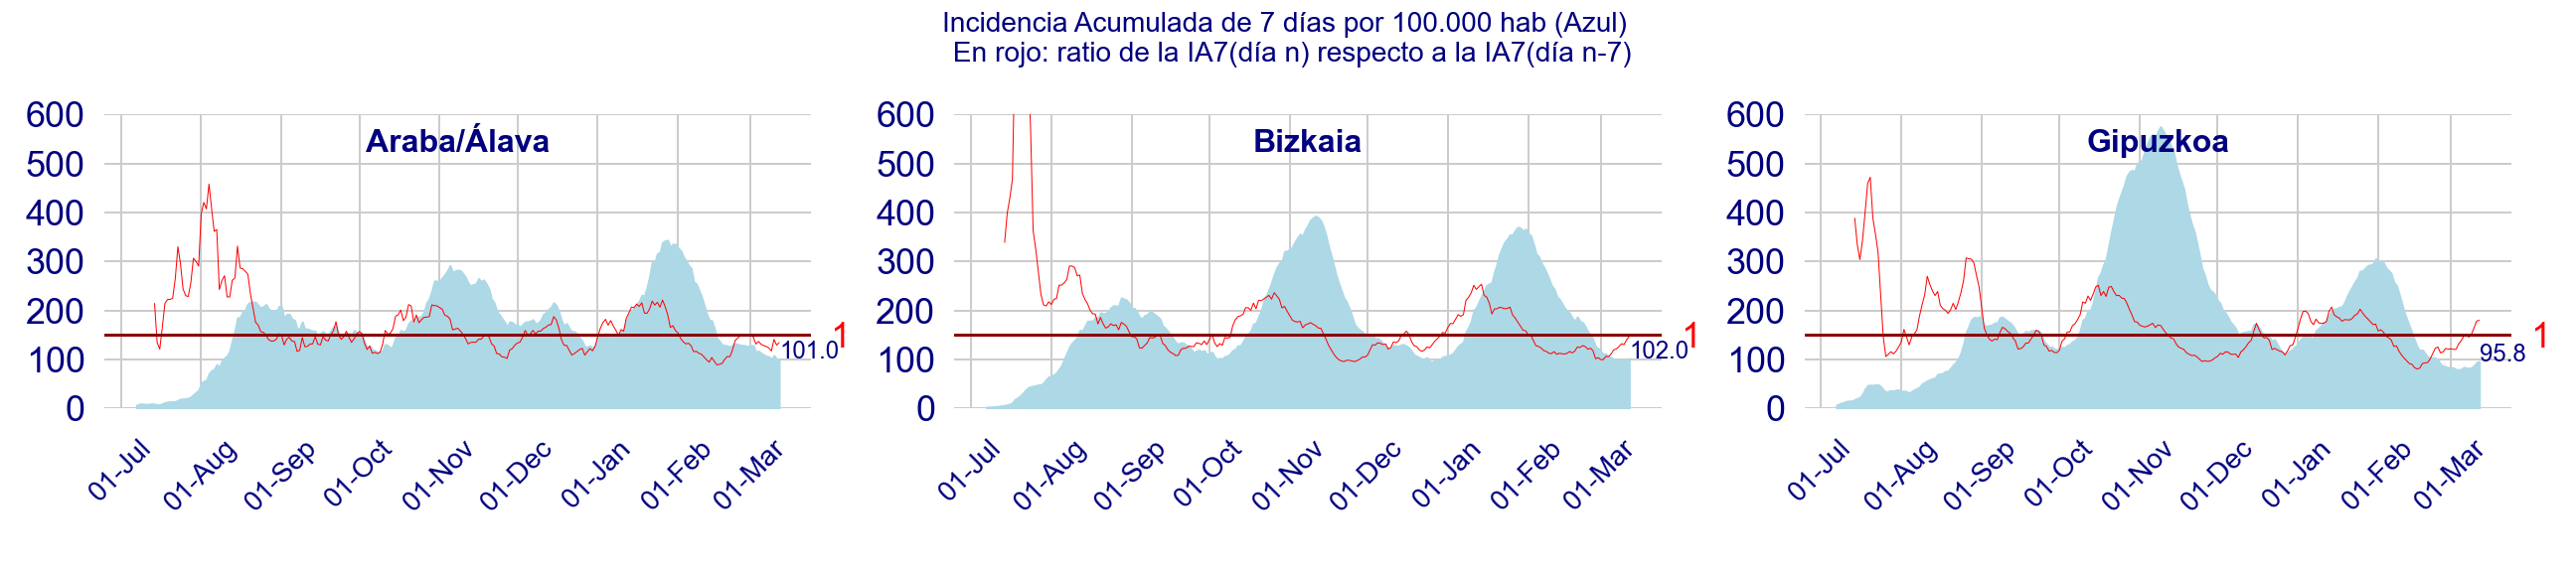 Incidencia Acumulada de 7 días por 100.000 hab (Azul)
En rojo: ratio de la IA7(día n) respecto a la IA7(día n-7)
Araba/Álava
600
500
400
300
200
100
0
1
101.0
01-Jul
01-Aug
01-Sep
01-Oct
01-Nov
01-Dec
01-Jan
01-Feb
01-Mar
Bizkaia
600
500
400
300
200
100
0
1
102.0
01-Jul
01-Aug
01-Sep
01-Oct
01-Nov
01-Dec
01-Jan
01-Feb
01-Mar
Gipuzkoa
600
500
400
300
200
100
0
1
95.8
01-Jul
01-Aug
01-Sep
01-Oct
01-Nov
01-Dec
01-Jan
01-Feb
01-Mar